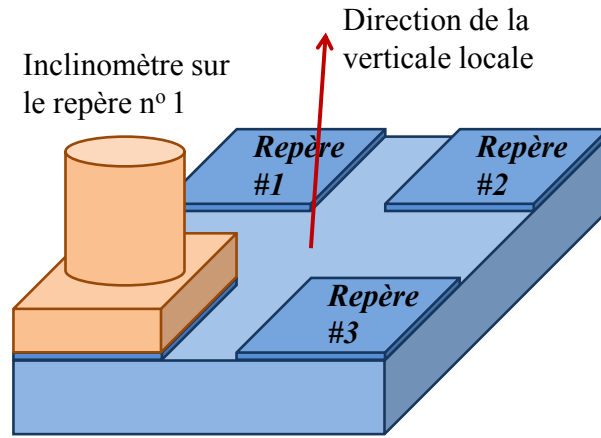 Direction de la
verticale locale
Inclinomètre sur
le repère nº 1
Repère
#1
Repère
#2
Repère
#3